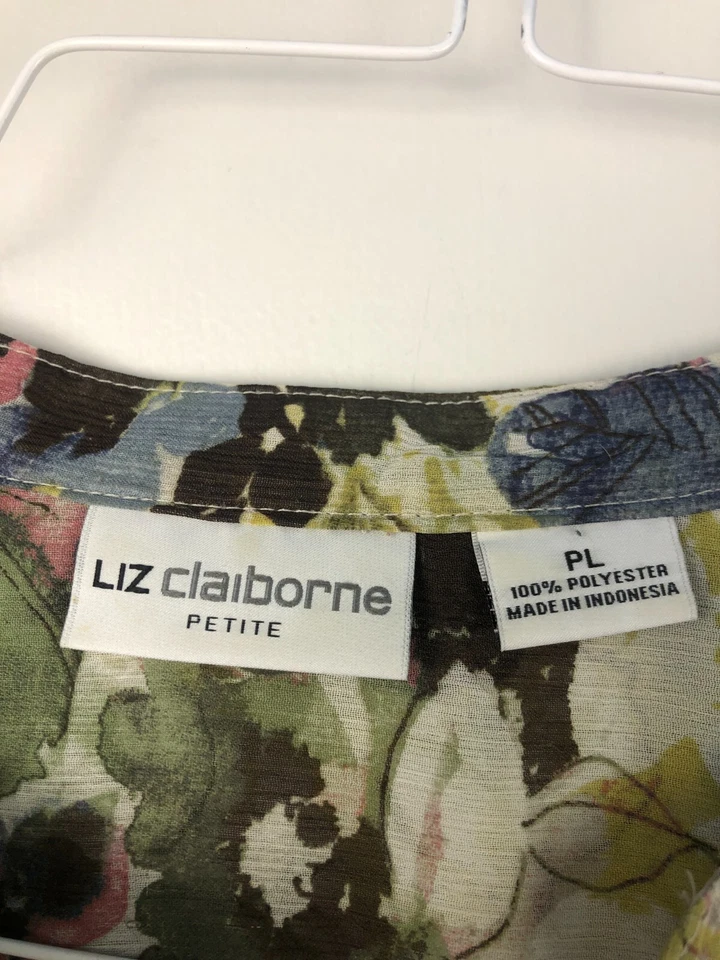 LIZ claiborne
PETITE
PL
100% POLYESTER
MADE IN INDONESIA